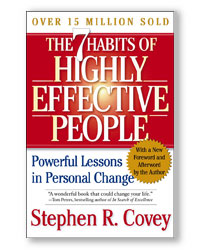 OVER 15 MILLION SOLD
THE 7 HABITS OF
HIGHLY
EFFECTIVE
PEOPLE
With a New
Foreword and
Afterword by
the Author
Powerful Lessons
in Personal Change
"A wonderful book that could change your life."
—Tom Peters, bestselling author of In Search of Excellence
Stephen R. Covey